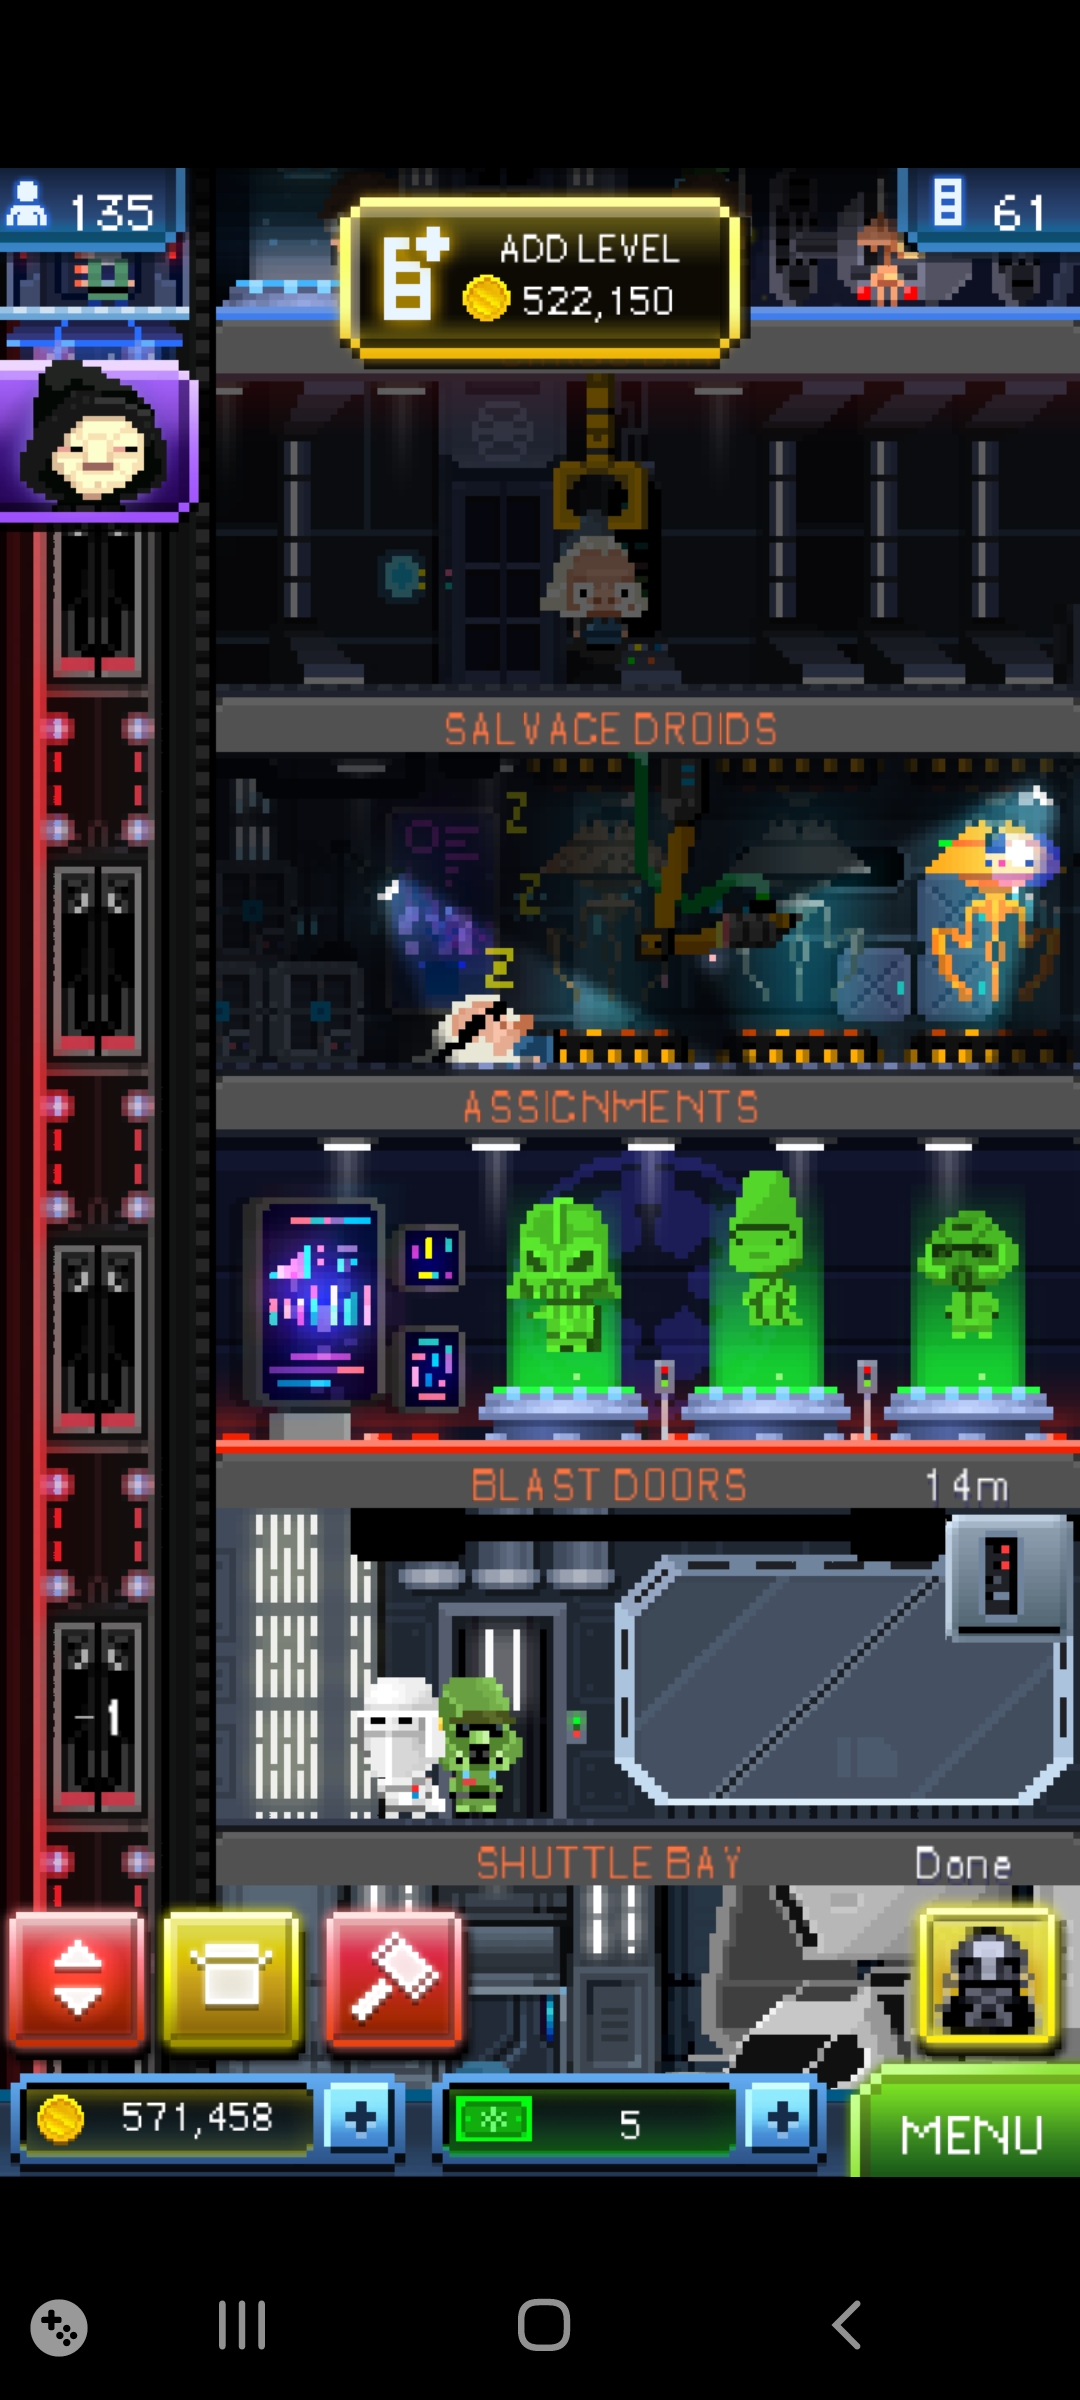 135
ADD LEVEL
522,150
61
SALVAGE DROIDS
Z
Z
Z
ASSIGNMENTS
BLAST DOORS
14m
-1
SHUTTLE BAY
Done
571,458
5
MENU